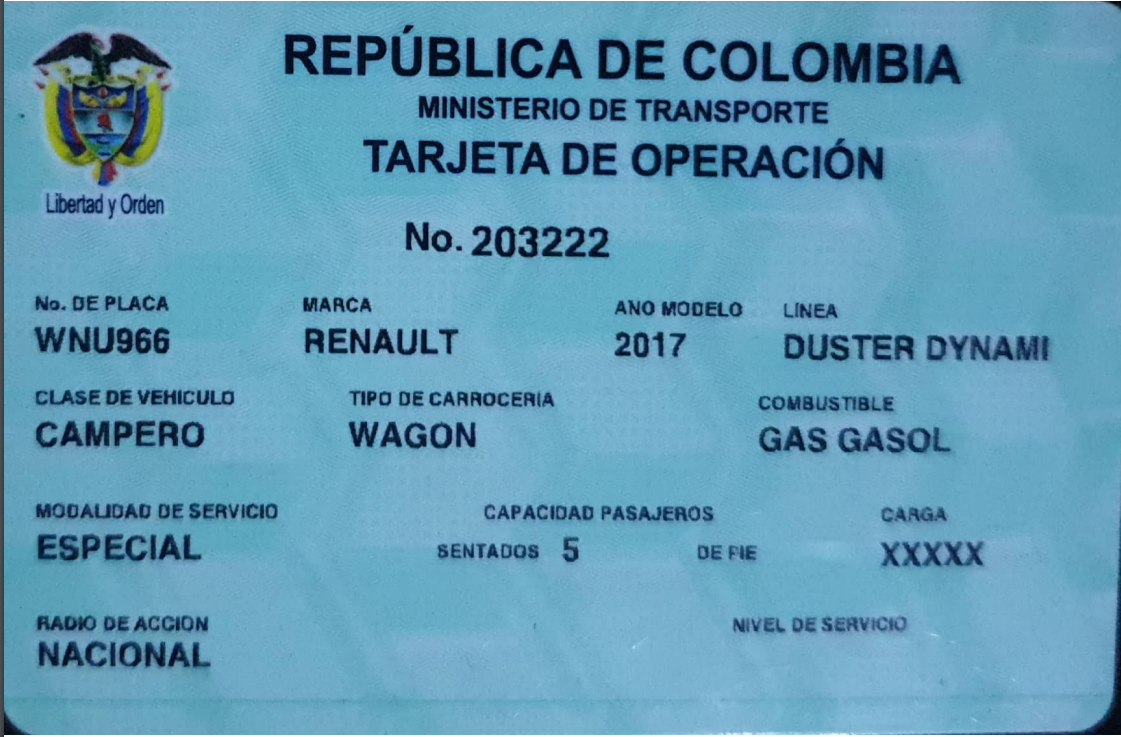 REPÚBLICA DE COLOMBIA
MINISTERIO DE TRANSPORTE
TARJETA DE OPERACIÓN
Libertad y Orden
No. 203222
No. DE PLACA MARCA ANO MODELO LINEA
WNU966 RENAULT 2017 DUSTER DYNAMI
CLASE DE VEHICULO TIPO DE CARROCERIA COMBUSTIBLE
CAMPERO WAGON GAS GASOL
MODALIDAD DE SERVICIO CAPACIDAD PASAJEROS CARGA
ESPECIAL SENTADOS 5 DE PIE XXXXX
RADIO DE ACCION NIVEL DE SERVICIO
NACIONAL